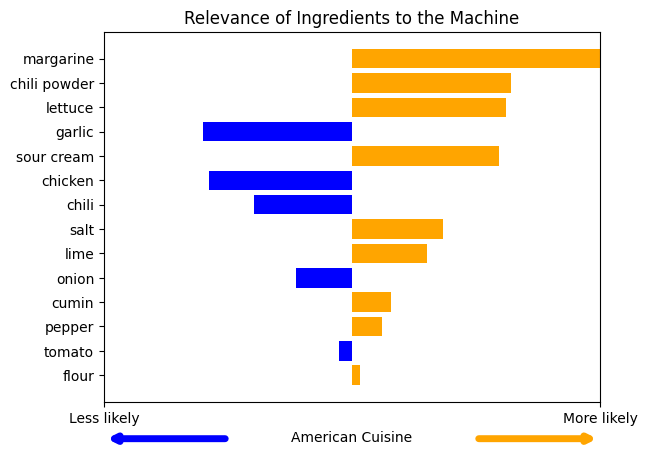 Relevance of Ingredients to the Machine
margarine
chili powder
lettuce
garlic
sour cream
chicken
chili
salt
lime
onion
cumin
pepper
tomato
flour
Less likely
More likely
American Cuisine